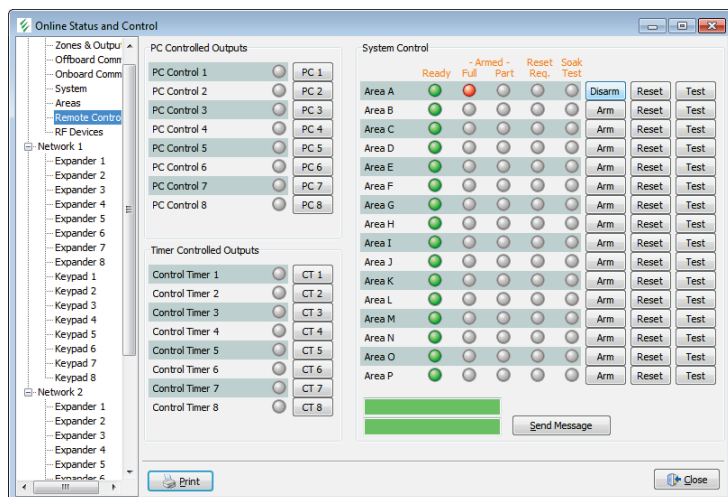 Online Status and Control
Zones & Output
Offboard Comm
Onboard Comm
System
Areas
Remote Contro
RF Devices
Network 1
Expander 1
Expander 2
Expander 3
Expander 4
Expander 5
Expander 6
Expander 7
Expander 8
Keypad 1
Keypad 2
Keypad 3
Keypad 4
Keypad 5
Keypad 6
Keypad 7
Keypad 8
Network 2
Expander 1
Expander 2
Expander 3
Expander 4
Expander 5
Expander 6
PC Controlled Outputs
PC Control 1 PC 1
PC Control 2 PC 2
PC Control 3 PC 3
PC Control 4 PC 4
PC Control 5 PC 5
PC Control 6 PC 6
PC Control 7 PC 7
PC Control 8 PC 8
Timer Controlled Outputs
Control Timer 1 CT 1
Control Timer 2 CT 2
Control Timer 3 CT 3
Control Timer 4 CT 4
Control Timer 5 CT 5
Control Timer 6 CT 6
Control Timer 7 CT 7
Control Timer 8 CT 8
System Control
- Armed - Reset Soak
Ready Full Part Req. Test
Area A Disarm Reset Test
Area B Arm Reset Test
Area C Arm Reset Test
Area D Arm Reset Test
Area E Arm Reset Test
Area F Arm Reset Test
Area G Arm Reset Test
Area H Arm Reset Test
Area I Arm Reset Test
Area J Arm Reset Test
Area K Arm Reset Test
Area L Arm Reset Test
Area M Arm Reset Test
Area N Arm Reset Test
Area O Arm Reset Test
Area P Arm Reset Test
Send Message
Print
Close